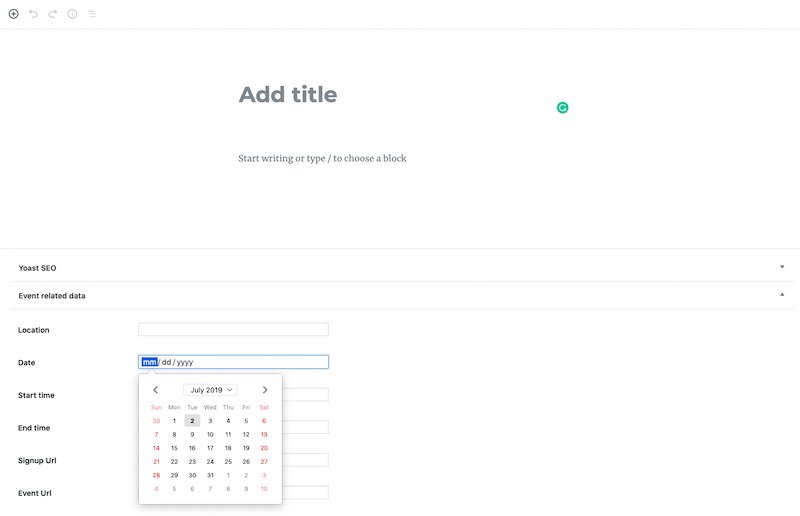 Add title
Start writing or type / to choose a block
Yoast SEO
Event related data
Location
Date
mm / dd / yyyy
July 2019
Sun Mon Tue Wed Thu Fri Sat
30 1 2 3 4 5 6
7 8 9 10 11 12 13
14 15 16 17 18 19 20
21 22 23 24 25 26 27
28 29 30 31 1 2 3
4 5 6 7 8 9 10
Start time
End time
Signup Url
Event Url